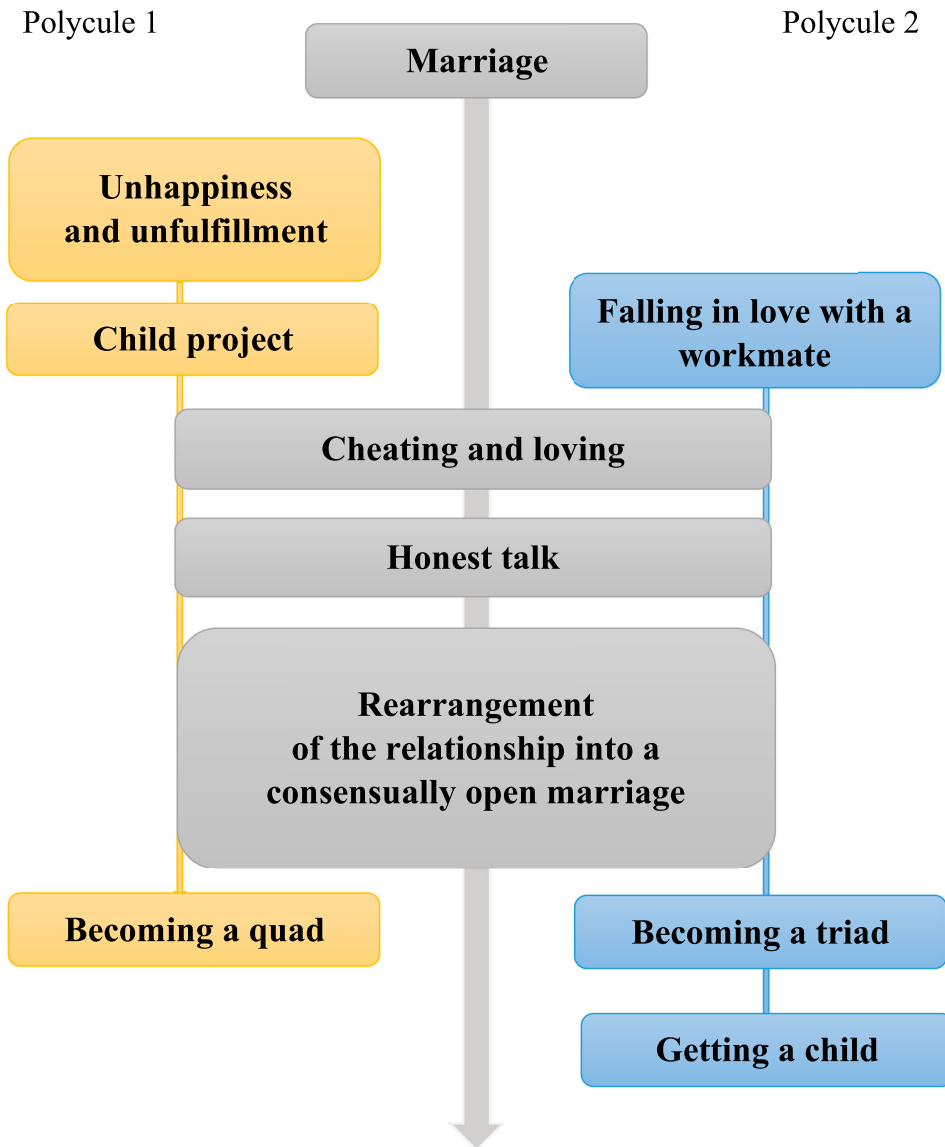 Polycule 1
Polycule 2
Marriage
Unhappiness
and unfulfillment
Child project
Falling in love with a
workmate
Cheating and loving
Honest talk
Rearrangement
of the relationship into a
consensually open marriage
Becoming a quad
Becoming a triad
Getting a child